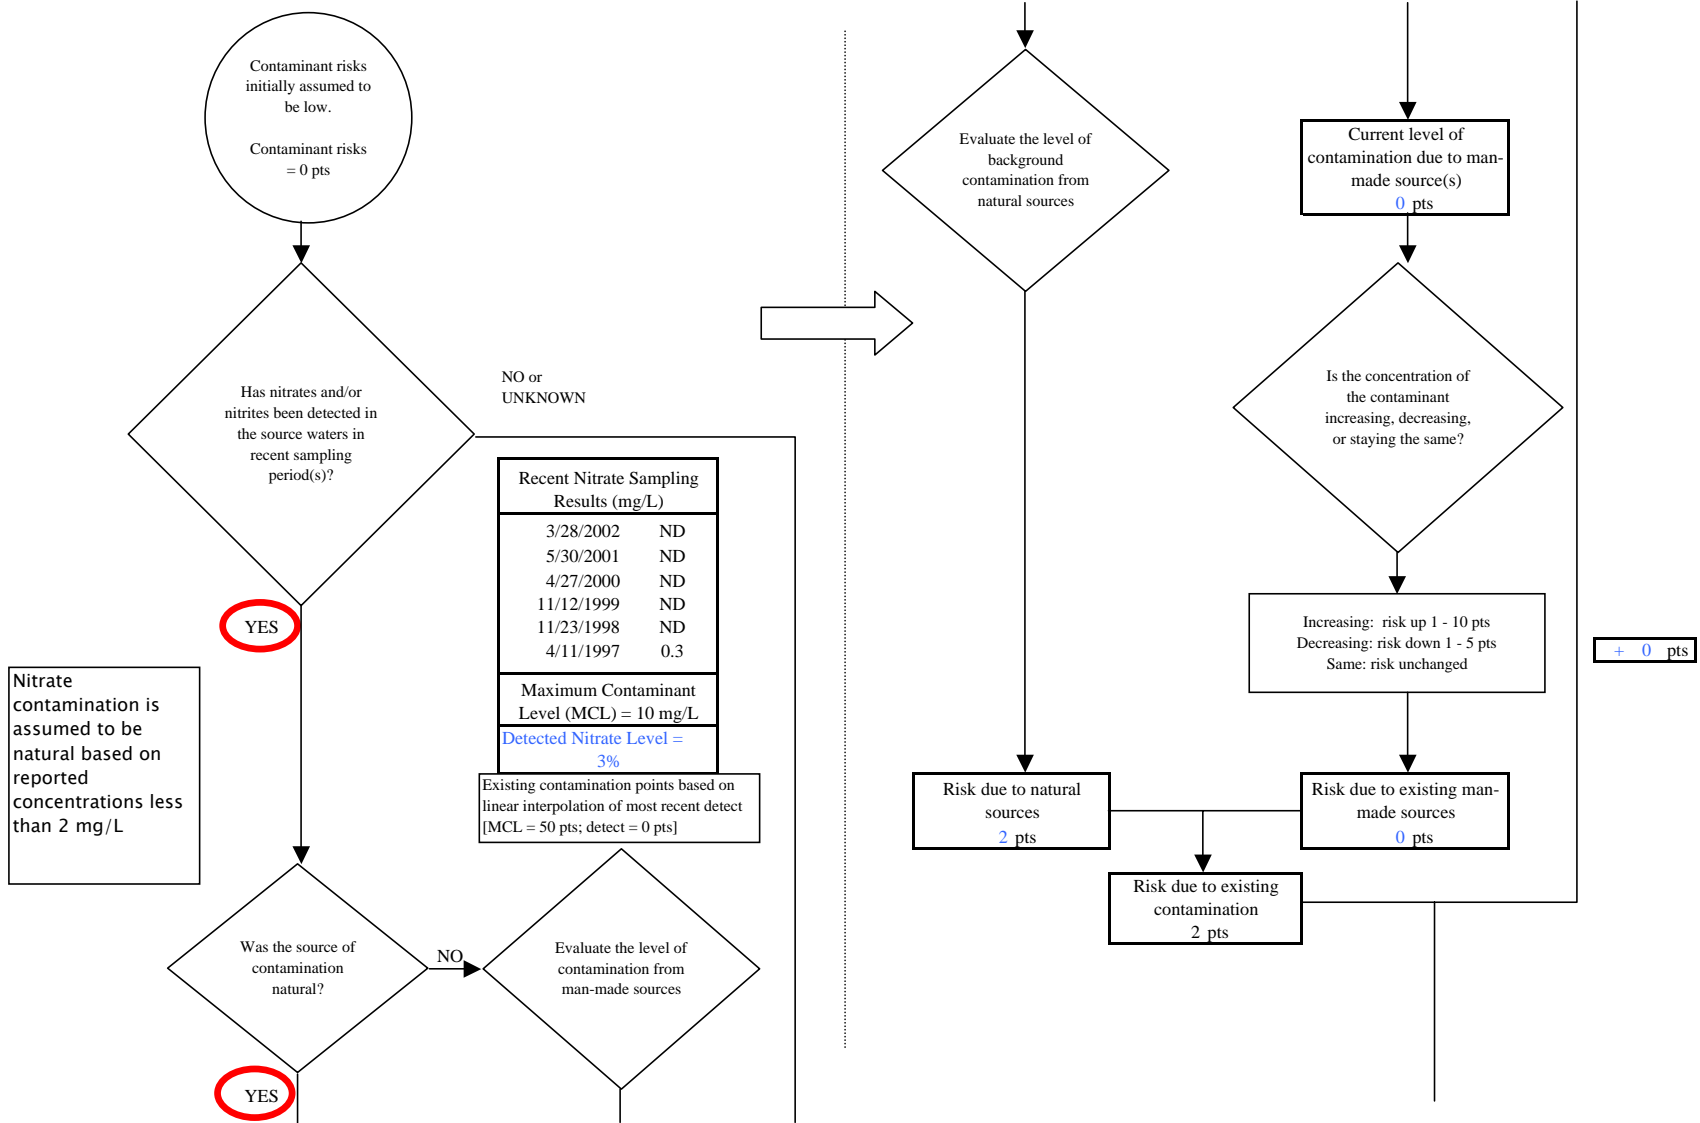 Contaminant risks
initially assumed to
be low.
Contaminant risks
= 0 pts
Has nitrates and/or
nitrites been detected in
the source waters in
recent sampling
period(s)?
NO or
UNKNOWN
YES
Recent Nitrate Sampling
Results (mg/L)
3/28/2002 ND
5/30/2001 ND
4/27/2000 ND
11/12/1999 ND
11/23/1998 ND
4/11/1997 0.3
Maximum Contaminant
Level (MCL) = 10 mg/L
Detected Nitrate Level =
3%
Existing contamination points based on
linear interpolation of most recent detect
[MCL = 50 pts; detect = 0 pts]
Nitrate
contamination is
assumed to be
natural based on
reported
concentrations less
than 2 mg/L
Was the source of
contamination
natural?
NO
Evaluate the level of
contamination from
man-made sources
YES
Evaluate the level of
background
contamination from
natural sources
Current level of
contamination due to man-
made source(s)
0 pts
Is the concentration of
the contaminant
increasing, decreasing,
or staying the same?
Increasing: risk up 1 - 10 pts
Decreasing: risk down 1 - 5 pts
Same: risk unchanged
+ 0 pts
Risk due to natural
sources
2 pts
Risk due to existing man-
made sources
0 pts
Risk due to existing
contamination
2 pts